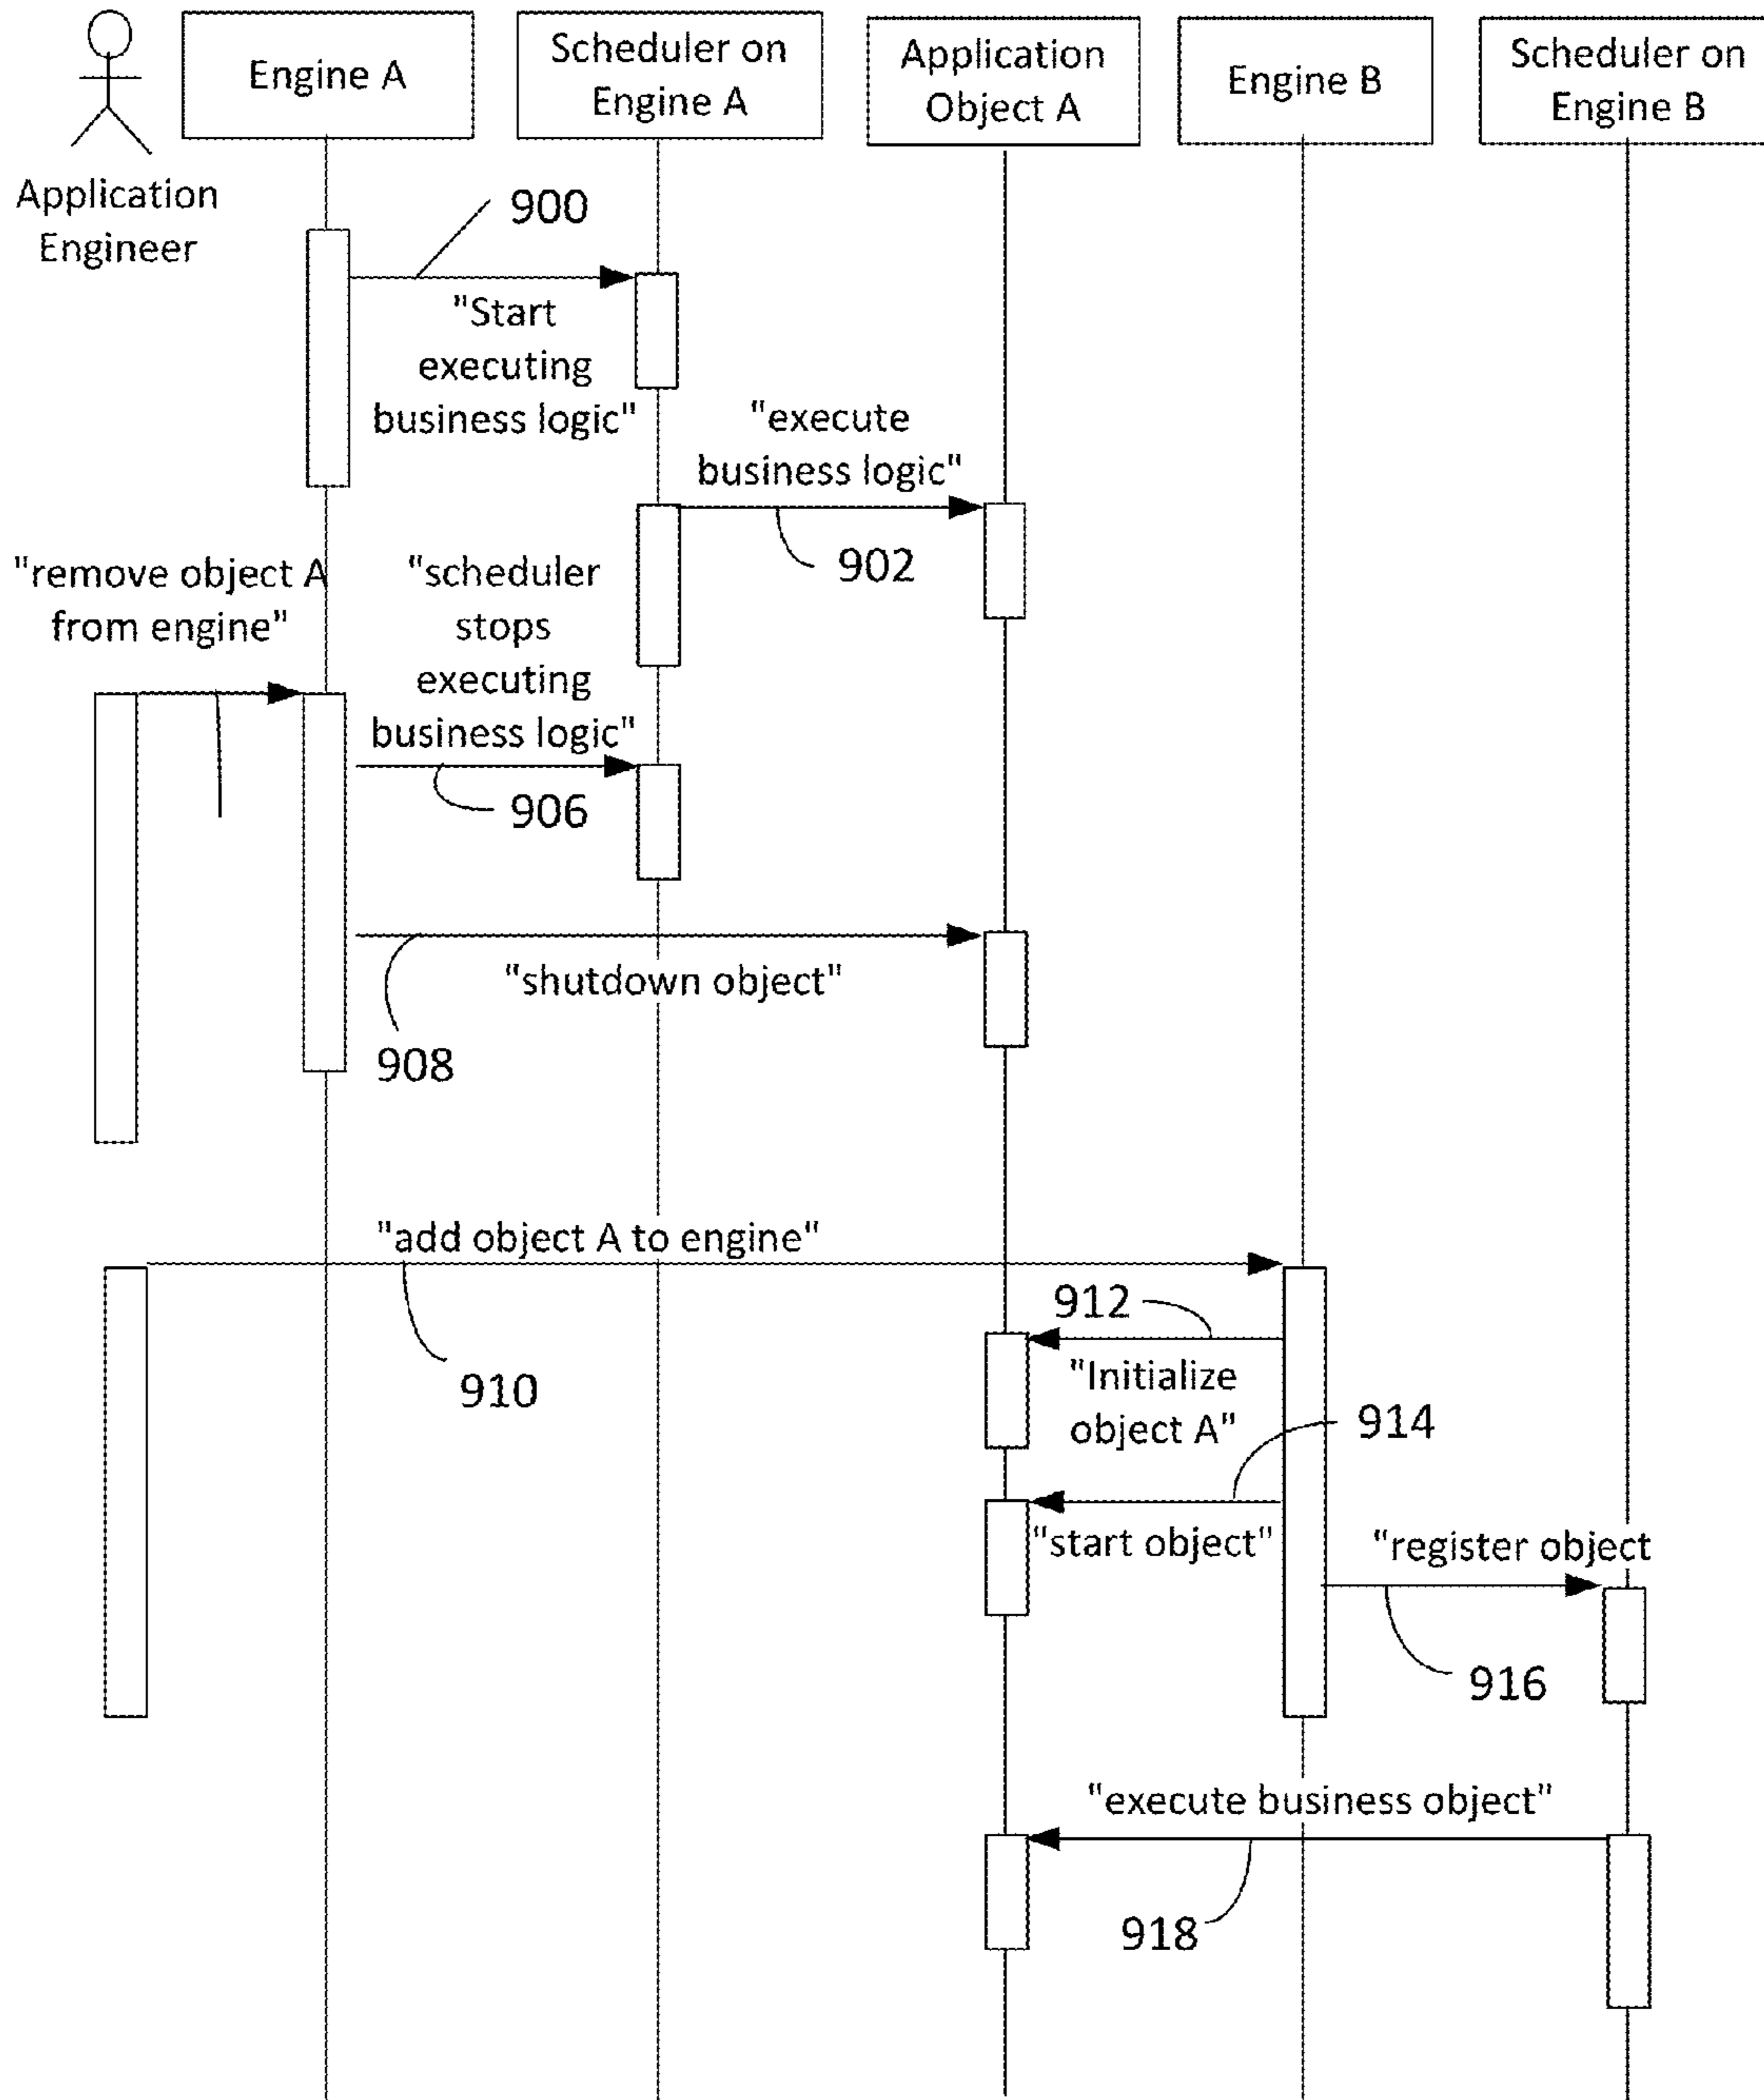 Application
Engineer
Engine A
Scheduler on
Engine A
Application
Object A
Engine B
Scheduler on
Engine B
900
"Start
executing
business logic"
"execute
business logic"
902
"remove object A
from engine"
"scheduler
stops
executing
business logic"
906
"shutdown object"
908
"add object A to engine"
910
912
"Initialize
object A"
914
"start object"
"register object
916
"execute business object"
918